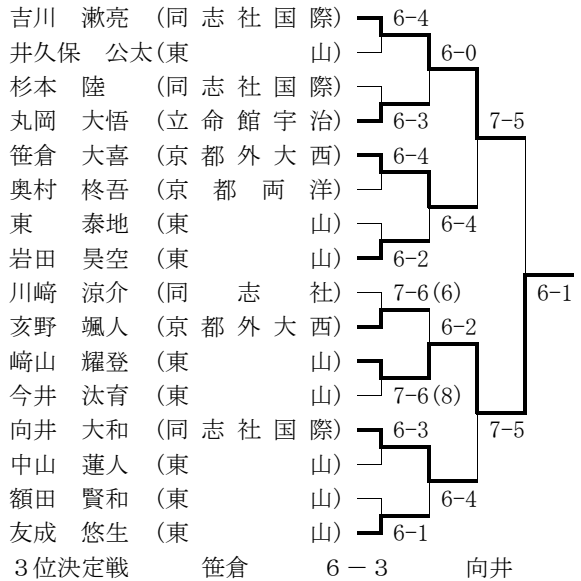 吉川 漱亮 (同志社国際) 6-4
井久保 公太(東 山) 6-0
杉本 陸 (同志社国際)
丸岡 大悟 (立命館宇治) 6-3 7-5
笹倉 大喜 (京都外大西) 6-4
奥村 柊吾 (京都両洋)
東 泰地 (東 山) 6-4
岩田 昊空 (東 山) 6-2
川﨑 涼介 (同志社) 7-6(6) 6-1
亥野 颯人 (京都外大西) 6-2
﨑山 耀登 (東 山)
今井 汰育 (東 山) 7-6(8)
向井 大和 (同志社国際) 6-3 7-5
中山 蓮人 (東 山)
額田 賢和 (東 山) 6-4
友成 悠生 (東 山) 6-1
３位決定戦 笹倉 ６－３ 向井